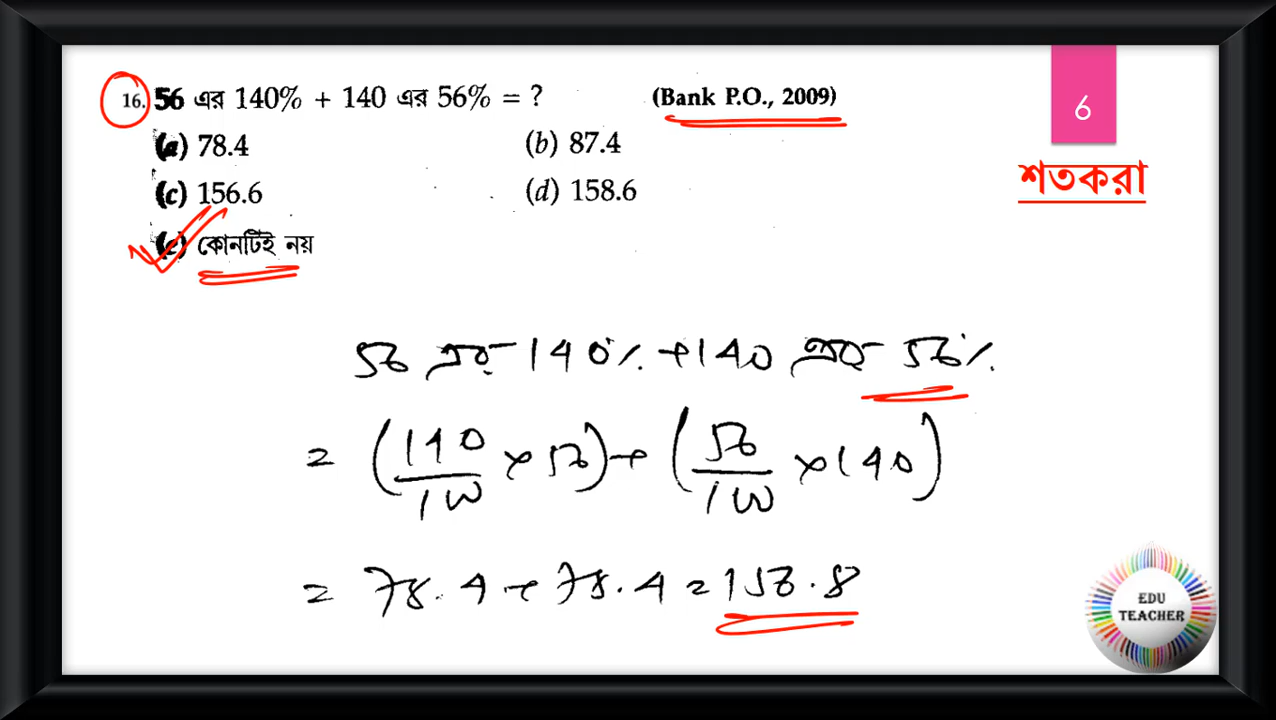 16. 56 এর 140% + 140 এর 56% = ? (Bank P.O., 2009)
6
(a) 78.4 (b) 87.4
শতকরা
(c) 156.6 (d) 158.6
(e) কোনটিই নয়
56 এর 140% + 140 এর 56%
= (140/100 × 56) + (56/100 × 140)
= 78.4 + 78.4 = 156.8
EDU
TEACHER